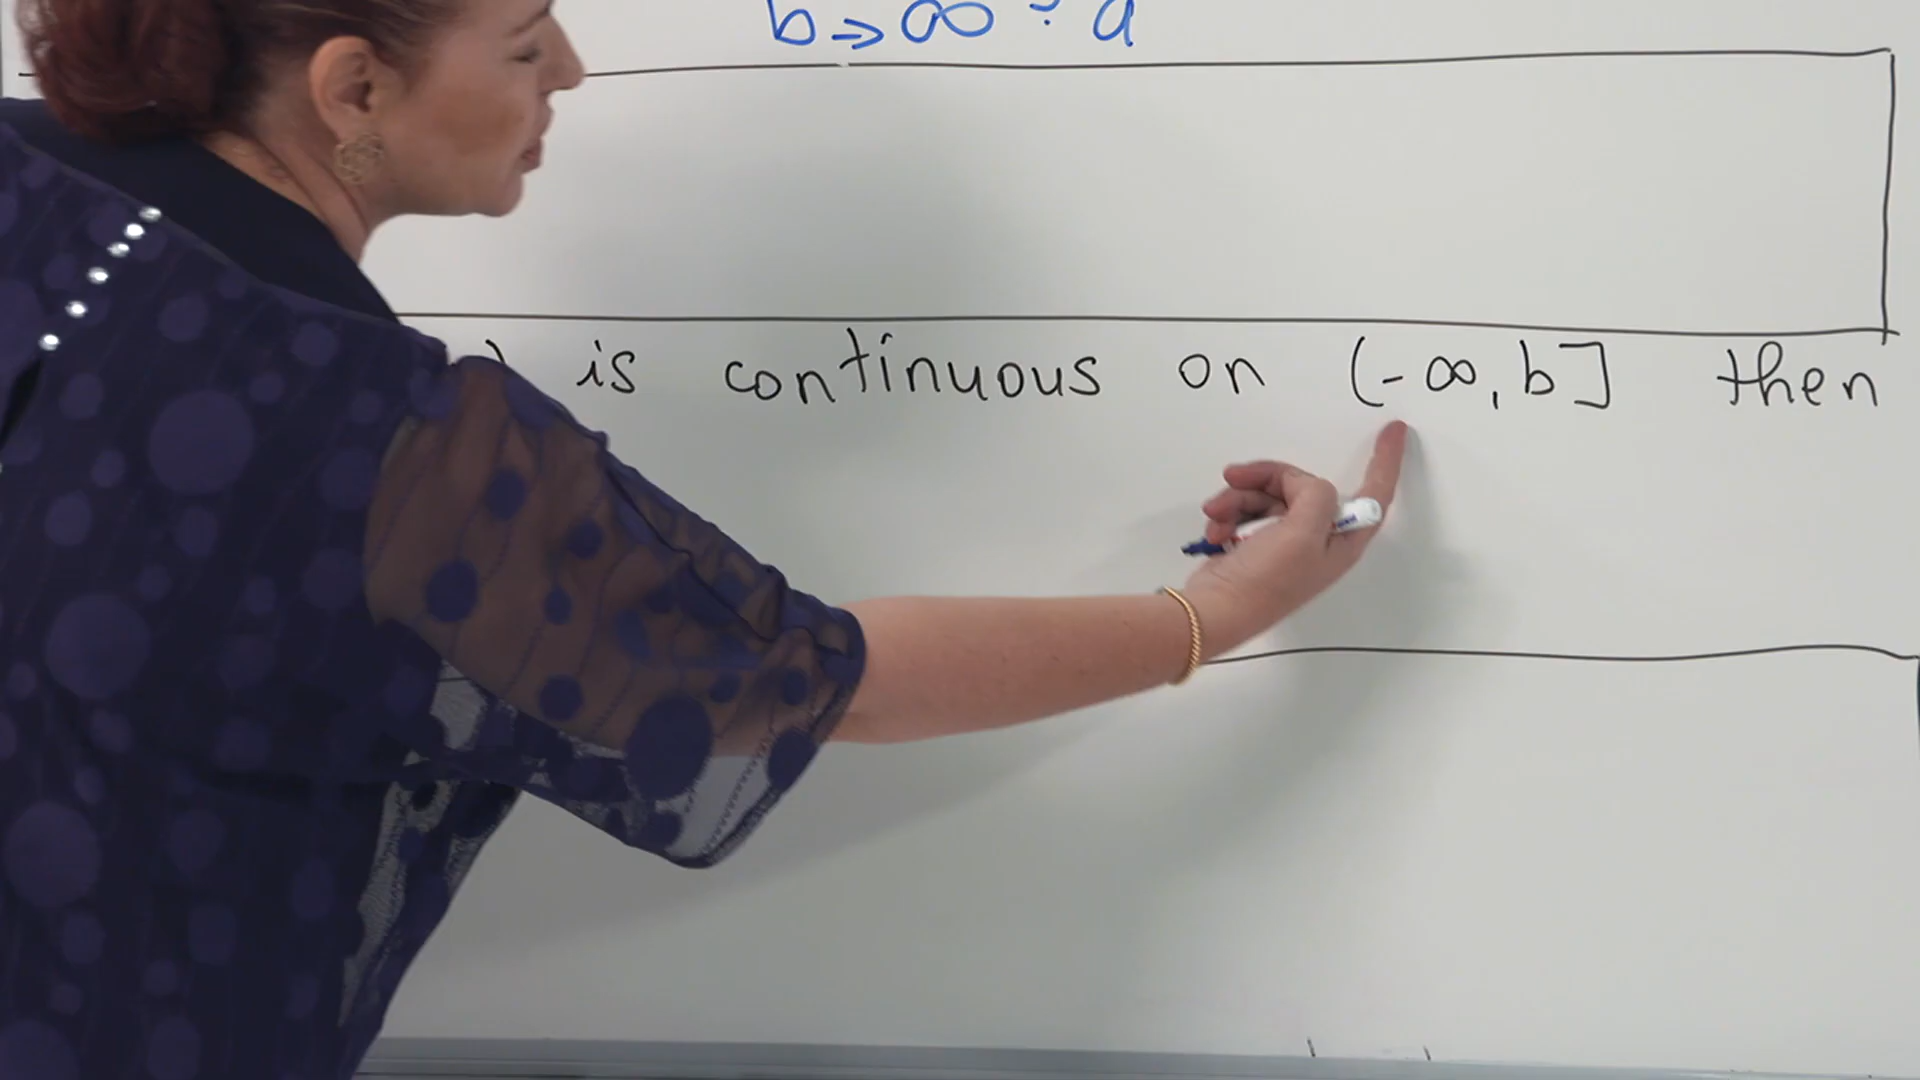 b→∞ a
) is continuous on (-∞, b] then